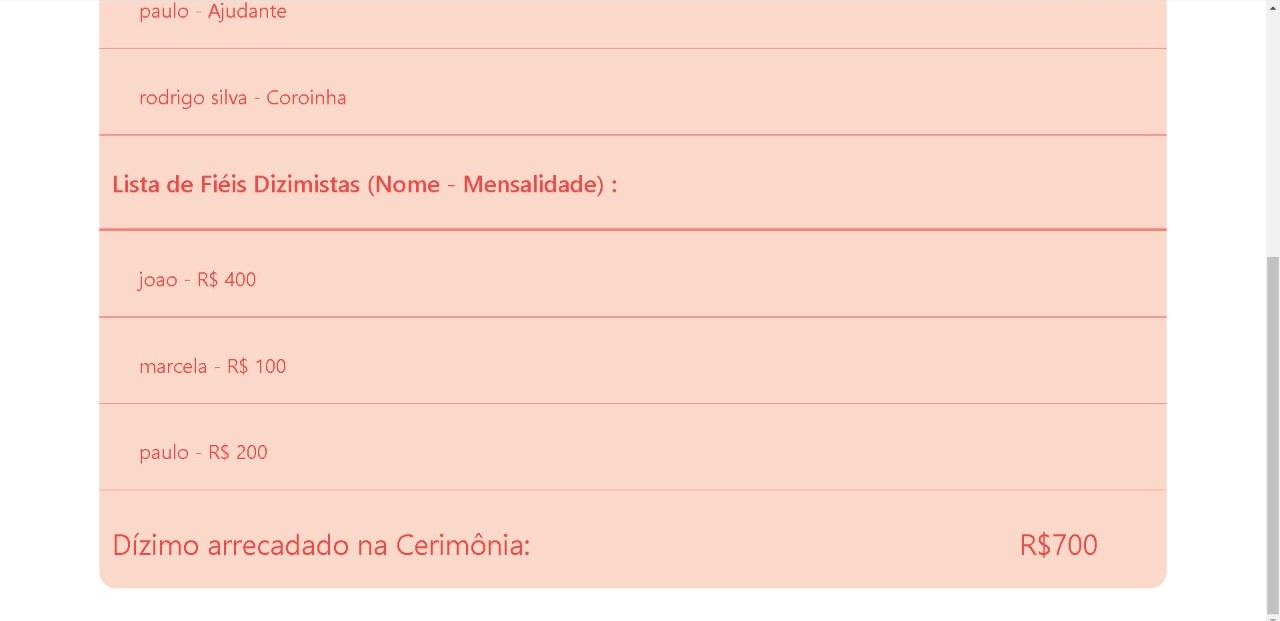 paulo - Ajudante
rodrigo silva - Coroinha
Lista de Fiéis Dizimistas (Nome - Mensalidade) :
joao - R$ 400
marcela - R$ 100
paulo - R$ 200
Dízimo arrecadado na Cerimônia: R$700